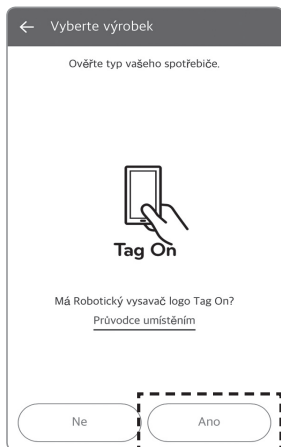 Vyberte výrobek
Ověřte typ vašeho spotřebiče.
Tag On
Má Robotický vysavač logo Tag On?
Průvodce umístěním
Ne
Ano